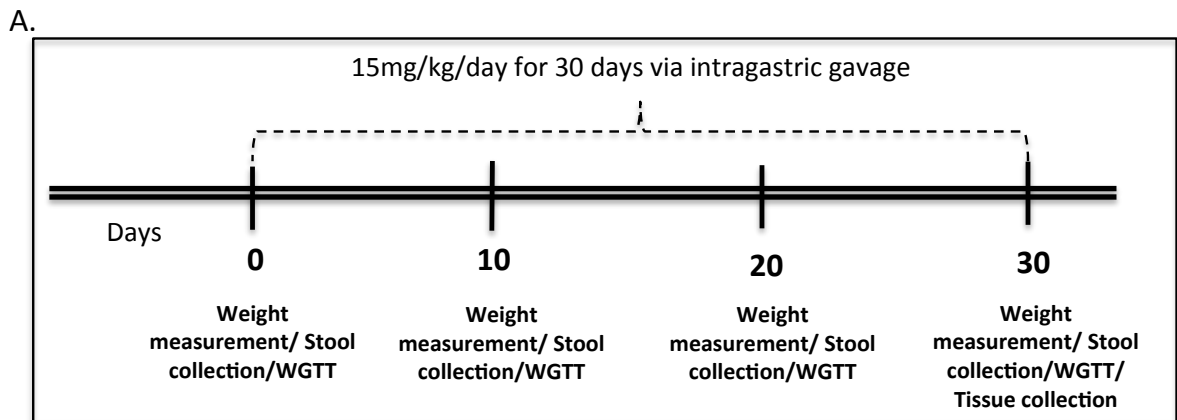 A.
15mg/kg/day for 30 days via intragastric gavage
Days
0 10 20 30
Weight
measurement/ Stool
collection/WGTT
Weight
measurement/ Stool
collection/WGTT
Weight
measurement/ Stool
collection/WGTT
Weight
measurement/ Stool
collection/WGTT/
Tissue collection